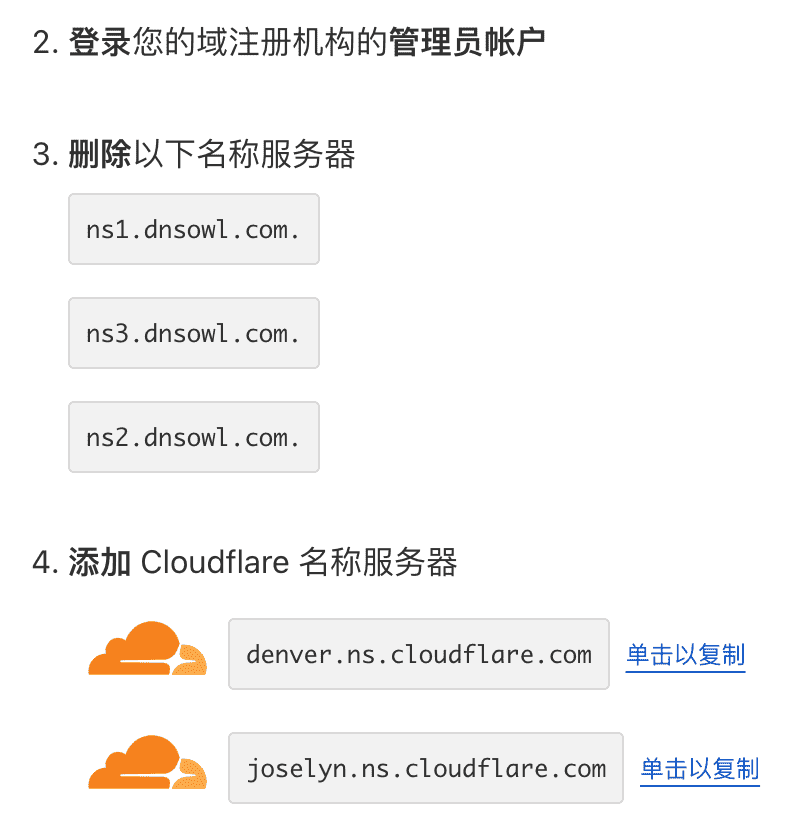 2. 登录您的域注册机构的管理员帐户
3. 删除以下名称服务器
ns1.dnsowl.com.
ns3.dnsowl.com.
ns2.dnsowl.com.
4. 添加 Cloudflare 名称服务器
denver.ns.cloudflare.com 单击以复制
joselyn.ns.cloudflare.com 单击以复制